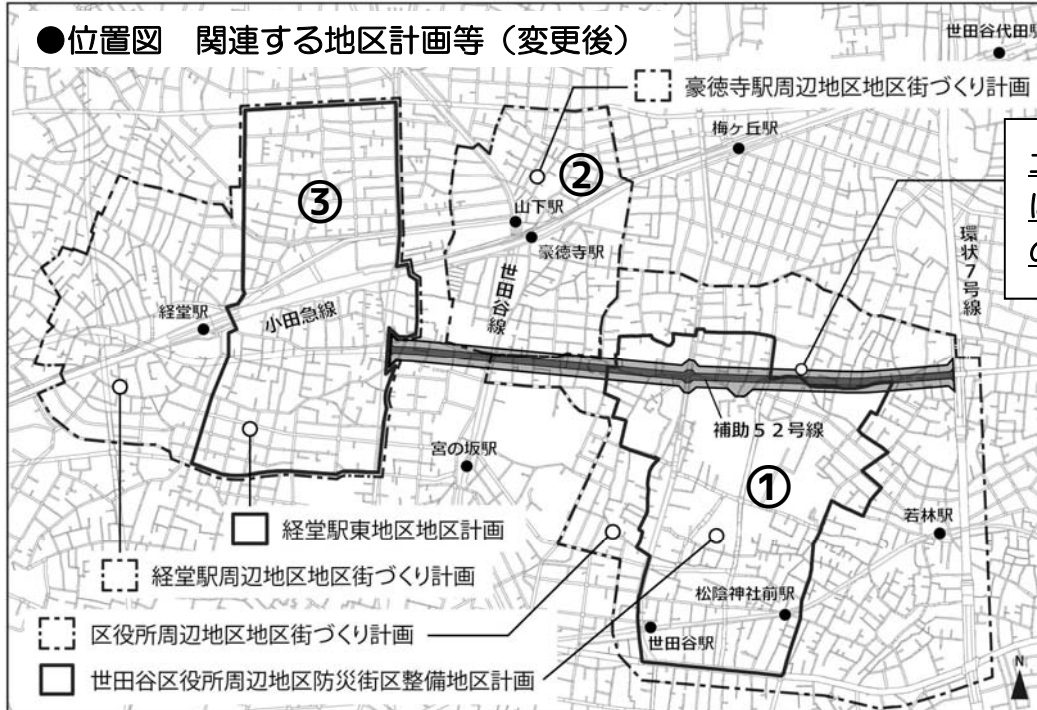 ●位置図 関連する地区計画等（変更後）
世田谷代田駅
豪徳寺駅周辺地区地区街づくり計画
梅ヶ丘駅
②
③
山下駅
豪徳寺駅
環状7号線
世田谷線
経堂駅
小田急線
補助52号線
宮の坂駅
①
経堂駅東地区地区計画
若林駅
経堂駅周辺地区地区街づくり計画
松陰神社前駅
区役所周辺地区地区街づくり計画
世田谷駅
世田谷区役所周辺地区防災街区整備地区計画
N